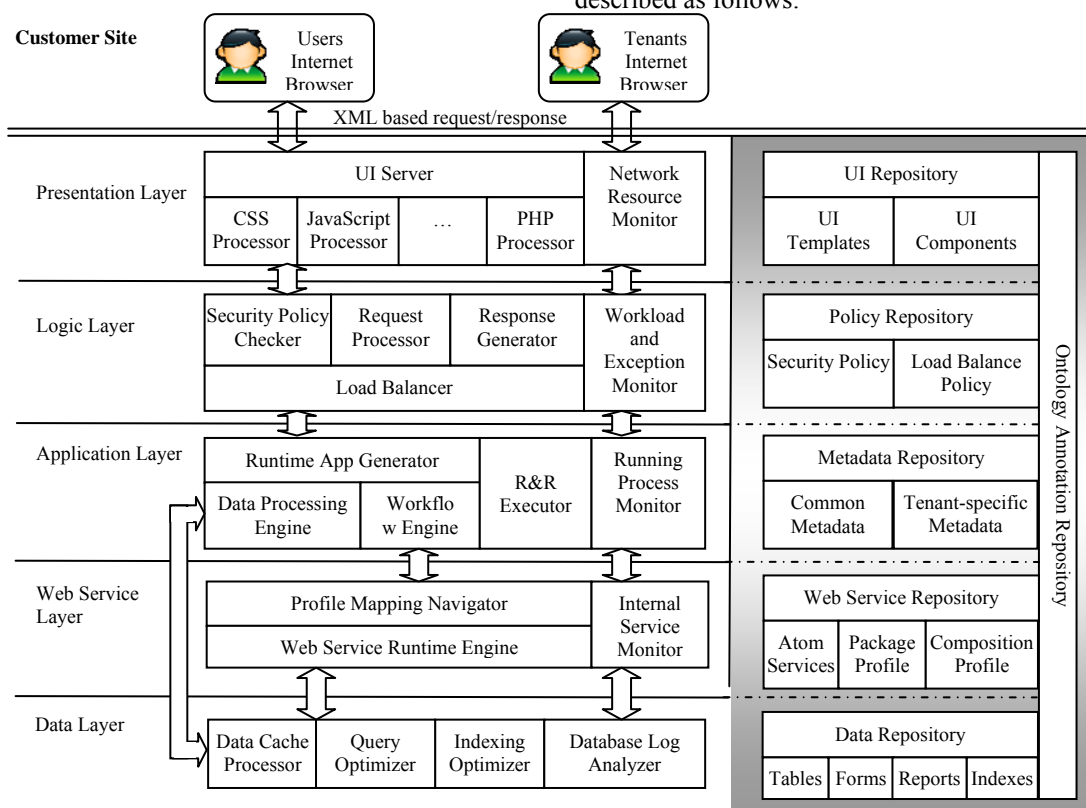 described as follows:
Customer Site
Users
Internet
Browser
Tenants
Internet
Browser
XML based request/response
Presentation Layer
UI Server
CSS
Processor
JavaScript
Processor
…
PHP
Processor
Network
Resource
Monitor
UI Repository
UI
Templates
UI
Components
Logic Layer
Security Policy
Checker
Request
Processor
Response
Generator
Load Balancer
Workload
and
Exception
Monitor
Policy Repository
Security Policy
Load Balance
Policy
Application Layer
Runtime App Generator
Data Processing
Engine
Workflo
w Engine
R&R
Executor
Running
Process
Monitor
Metadata Repository
Common
Metadata
Tenant-specific
Metadata
Web Service
Layer
Profile Mapping Navigator
Web Service Runtime Engine
Internal
Service
Monitor
Web Service Repository
Atom
Services
Package
Profile
Composition
Profile
Data Layer
Data Cache
Processor
Query
Optimizer
Indexing
Optimizer
Database Log
Analyzer
Data Repository
Tables
Forms
Reports
Indexes
Ontology Annotation Repository